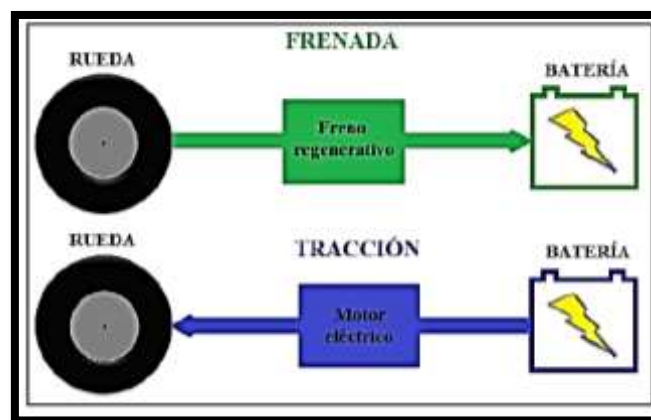 FRENADA
RUEDA
BATERÍA
Freno
regenerativo
RUEDA
TRACCIÓN
BATERÍA
Motor
eléctrico